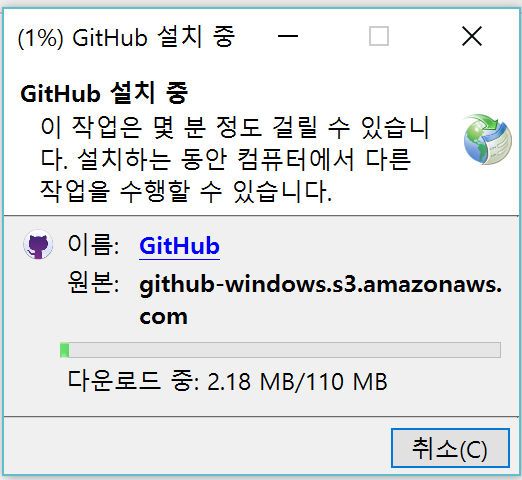 (1%) GitHub 설치 중
GitHub 설치 중
이 작업은 몇 분 정도 걸릴 수 있습니
다. 설치하는 동안 컴퓨터에서 다른
작업을 수행할 수 있습니다.
이름: GitHub
원본: github-windows.s3.amazonaws.
com
다운로드 중: 2.18 MB/110 MB
취소(C)